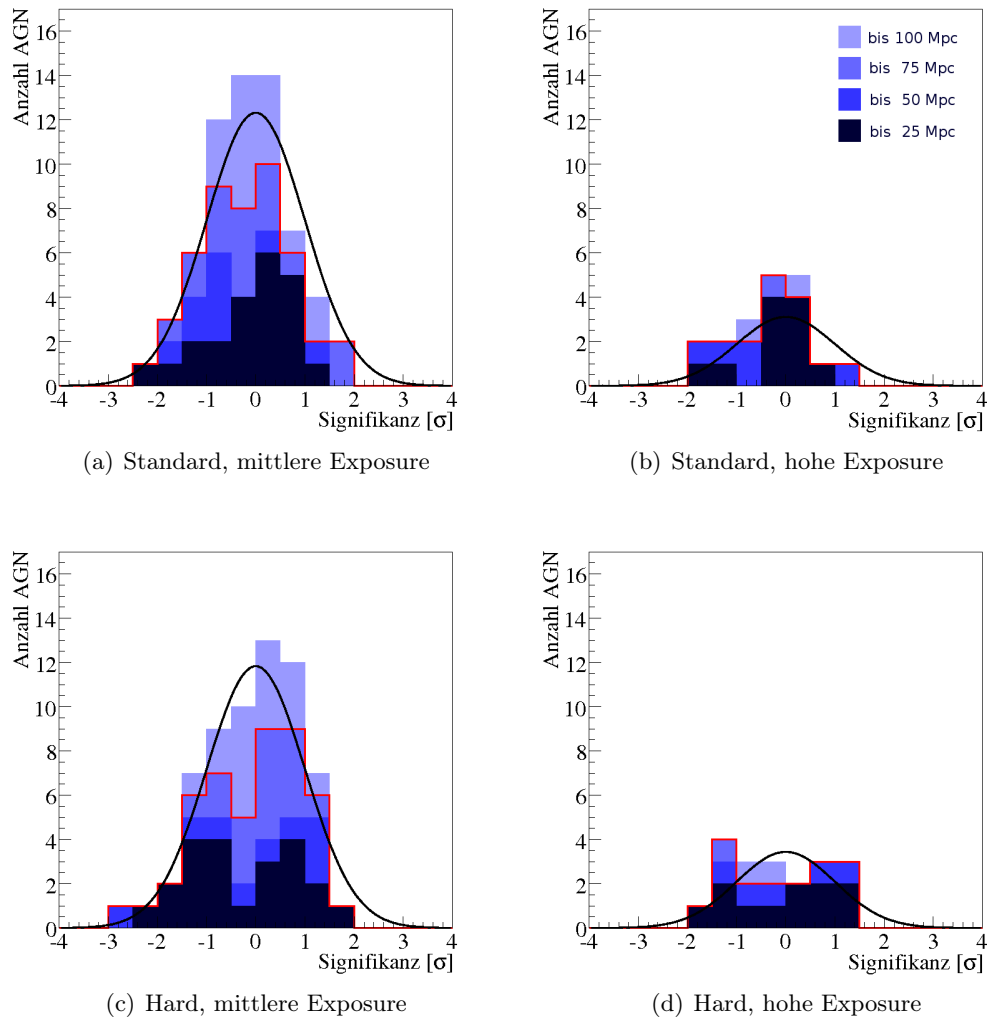 Anzahl AGN
16
14
12
10
8
6
4
2
0
-4 -3 -2 -1 0 1 2 3 4
Signifikanz [σ]
(a) Standard, mittlere Exposure
Anzahl AGN
16
14
12
10
8
6
4
2
0
-4 -3 -2 -1 0 1 2 3 4
Signifikanz [σ]
bis 100 Mpc
bis 75 Mpc
bis 50 Mpc
bis 25 Mpc
(b) Standard, hohe Exposure
Anzahl AGN
16
14
12
10
8
6
4
2
0
-4 -3 -2 -1 0 1 2 3 4
Signifikanz [σ]
(c) Hard, mittlere Exposure
Anzahl AGN
16
14
12
10
8
6
4
2
0
-4 -3 -2 -1 0 1 2 3 4
Signifikanz [σ]
(d) Hard, hohe Exposure